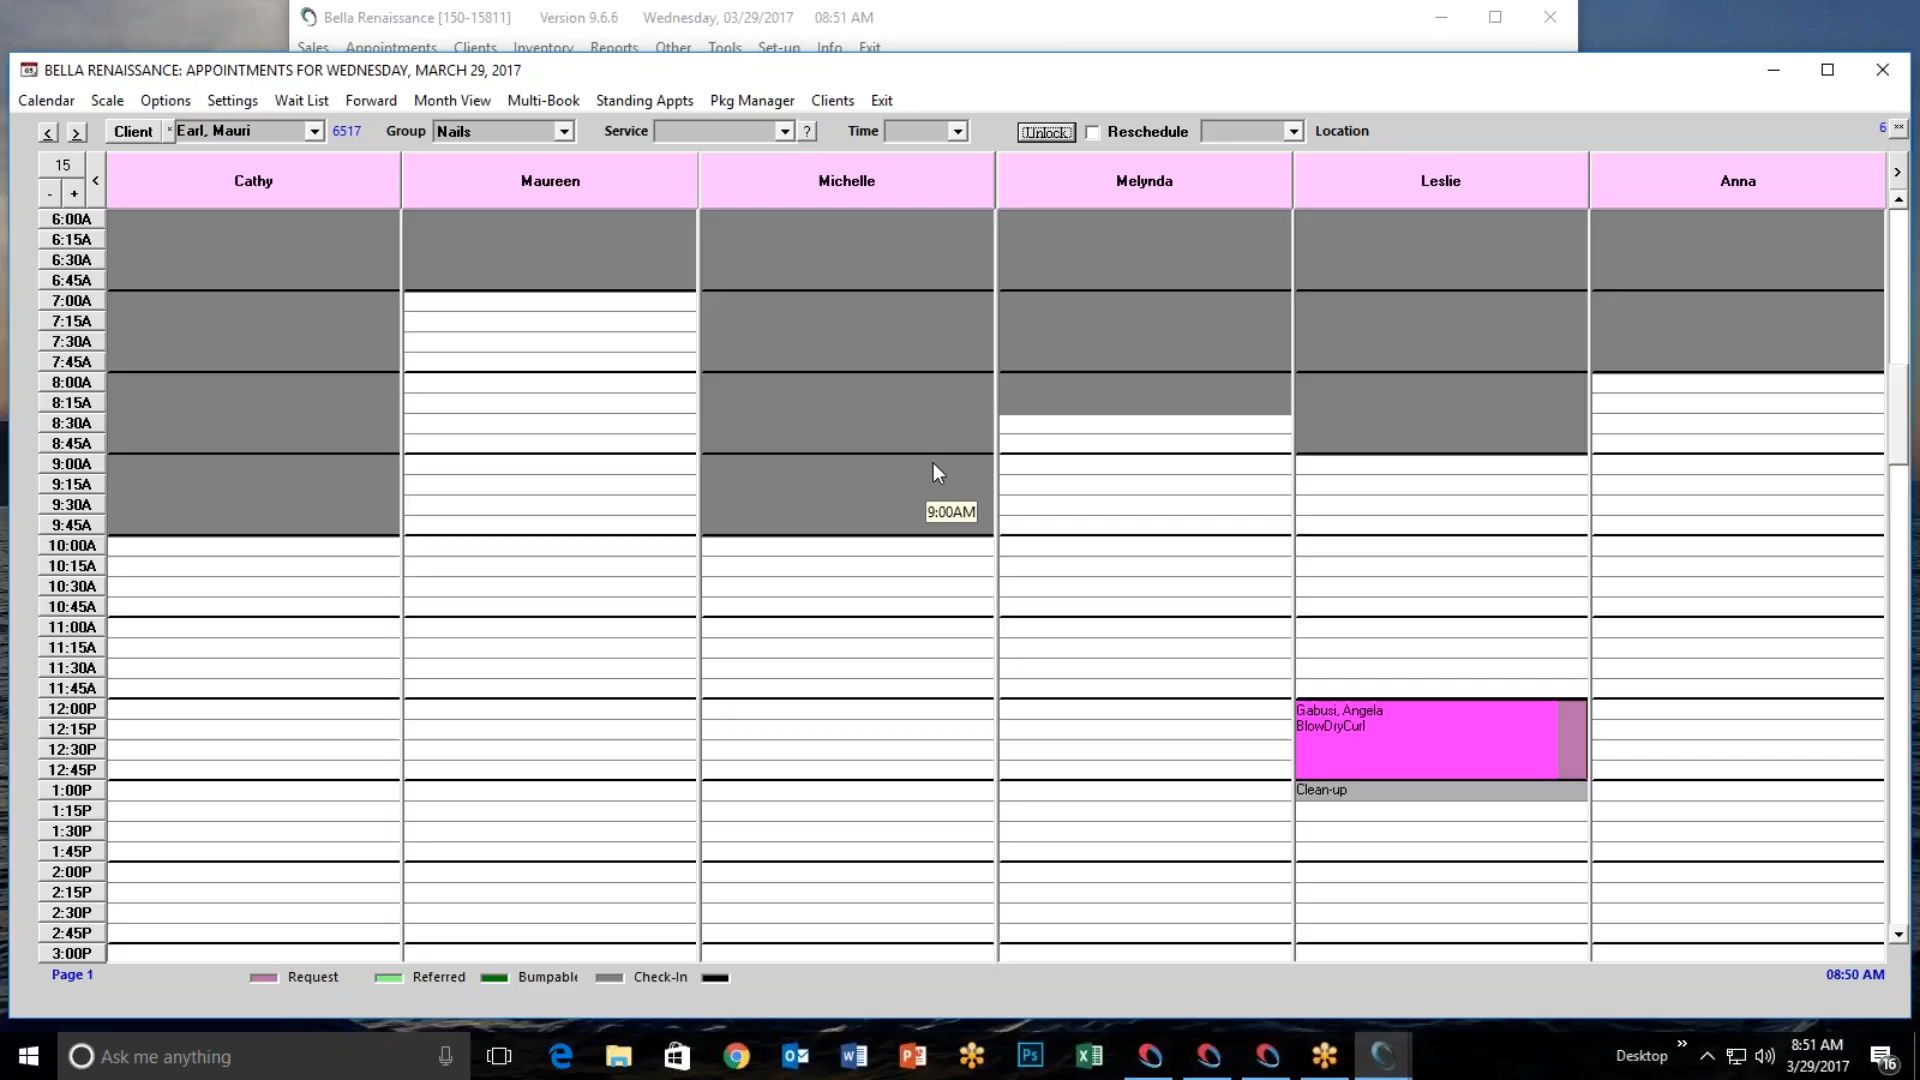 Bella Renaissance [150-15811] Version 9.6.6 Wednesday, 03/29/2017 08:51 AM
Sales Appointments Clients Inventory Reports Other Tools Set-up Info Exit
BELLA RENAISSANCE: APPOINTMENTS FOR WEDNESDAY, MARCH 29, 2017
Calendar Scale Options Settings Wait List Forward Month View Multi-Book Standing Appts Pkg Manager Clients Exit
< > Client * Earl, Mauri 6517 Group Nails Service ? Time Unlock Reschedule Location 6 **
15 < Cathy Maureen Michelle Melynda Leslie Anna >
- +
6:00A
6:15A
6:30A
6:45A
7:00A
7:15A
7:30A
7:45A
8:00A
8:15A
8:30A
8:45A
9:00A
9:15A
9:30A
9:00AM
9:45A
10:00A
10:15A
10:30A
10:45A
11:00A
11:15A
11:30A
11:45A
12:00P Gabusi, Angela
12:15P BlowDryCurl
12:30P
12:45P
1:00P Clean-up
1:15P
1:30P
1:45P
2:00P
2:15P
2:30P
2:45P
3:00P
Page 1 Request Referred Bumpable Check-In 08:50 AM
Ask me anything Desktop » 8:51 AM
3/29/2017 16